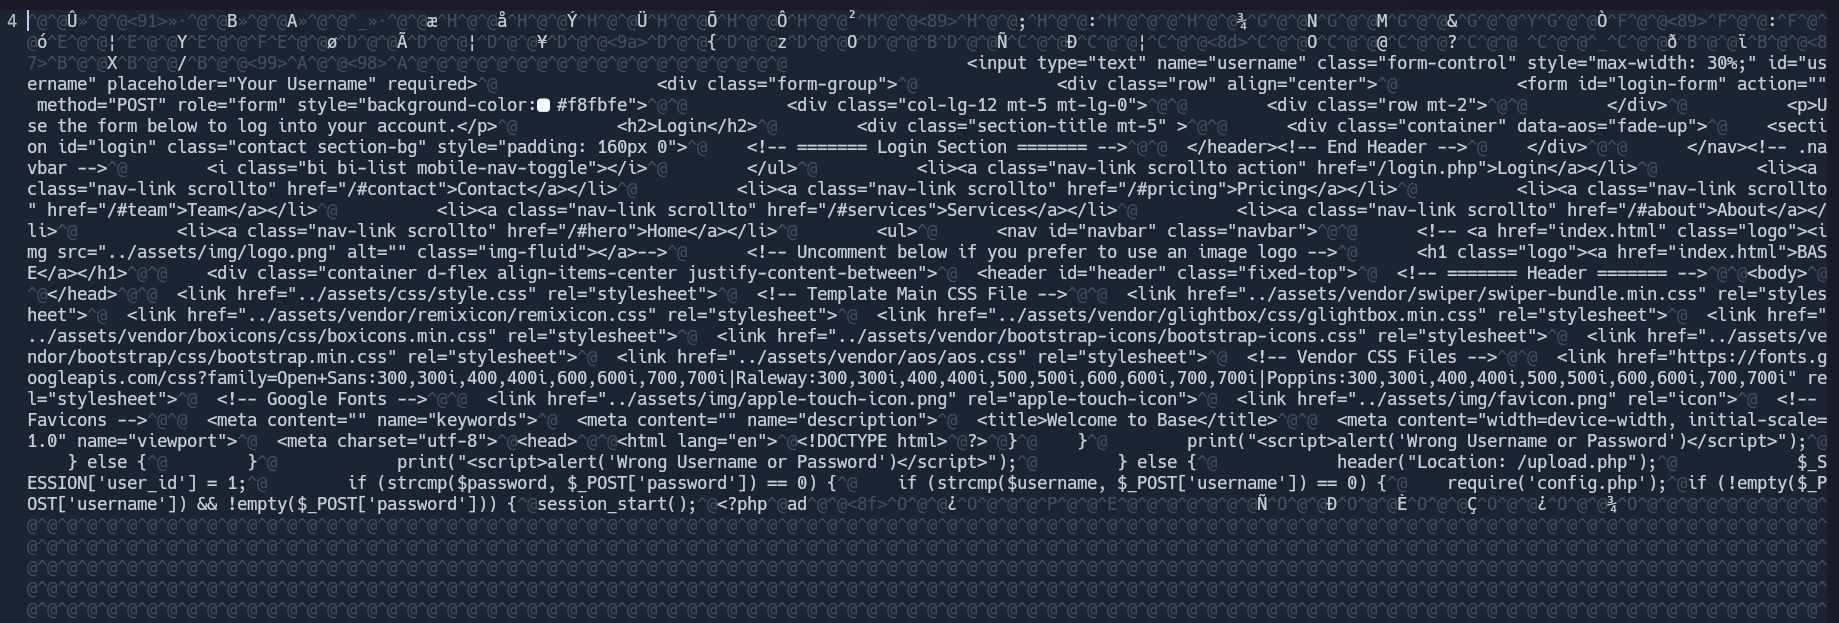 4 ^@^@Û»^@^@<91>»·^@^@B»^@^@A»^@^@^_»·^@^@æ^H^@^@å^H^@^@Ý^H^@^@Ü^H^@^@Õ^H^@^@Ô^H^@^@²^H^@^@<89>^H^@^@;^H^@^@:^H^@^@^H^@^@¾^G^@^@N^G^@^@M^G^@^@&^G^@^@^Y^G^@^@Ò^F^@^@<89>^F^@^@:^F^@^
@ó^E^@^@¦^E^@^@Y^E^@^@^F^E^@^@ø^D^@^@Ã^D^@^@¦^D^@^@¥^D^@^@<9a>^D^@^@{^D^@^@z^D^@^@O^D^@^@^B^D^@^@Ñ^C^@^@Ð^C^@^@¦^C^@^@<8d>^C^@^@O^C^@^@@^C^@^@?^C^@^@ ^C^@^@^_^C^@^@ð^B^@^@ï^B^@^@<8
7>^B^@^@X^B^@^@/^B^@^@<99>^A^@^@<98>^A^@^@^@^@^@^@^@^@^@^@^@^@^@^@^@^@^@^@^@ <input type="text" name="username" class="form-control" style="max-width: 30%;" id="us
ername" placeholder="Your Username" required>^@ <div class="form-group">^@ <div class="row" align="center">^@ <form id="login-form" action=""
method="POST" role="form" style="background-color: #f8fbfe">^@^@ <div class="col-lg-12 mt-5 mt-lg-0">^@^@ <div class="row mt-2">^@^@ </div>^@ <p>U
se the form below to log into your account.</p>^@ <h2>Login</h2>^@ <div class="section-title mt-5" >^@^@ <div class="container" data-aos="fade-up">^@ <secti
on id="login" class="contact section-bg" style="padding: 160px 0">^@ <!-- ======= Login Section ======= -->^@^@ </header><!-- End Header -->^@ </div>^@^@ </nav><!-- .na
vbar -->^@ <i class="bi bi-list mobile-nav-toggle"></i>^@ </ul>^@ <li><a class="nav-link scrollto action" href="/login.php">Login</a></li>^@ <li><a
class="nav-link scrollto" href="/#contact">Contact</a></li>^@ <li><a class="nav-link scrollto" href="/#pricing">Pricing</a></li>^@ <li><a class="nav-link scrollto
" href="/#team">Team</a></li>^@ <li><a class="nav-link scrollto" href="/#services">Services</a></li>^@ <li><a class="nav-link scrollto" href="/#about">About</a></
li>^@ <li><a class="nav-link scrollto" href="/#hero">Home</a></li>^@ <ul>^@ <nav id="navbar" class="navbar">^@^@ <!-- <a href="index.html" class="logo"><i
mg src="../assets/img/logo.png" alt="" class="img-fluid"></a>-->^@ <!-- Uncomment below if you prefer to use an image logo -->^@ <h1 class="logo"><a href="index.html">BAS
E</a></h1>^@^@ <div class="container d-flex align-items-center justify-content-between">^@ <header id="header" class="fixed-top">^@ <!-- ======= Header ======= -->^@^@<body>^@
^@</head>^@^@ <link href="../assets/css/style.css" rel="stylesheet">^@ <!-- Template Main CSS File -->^@^@ <link href="../assets/vendor/swiper/swiper-bundle.min.css" rel="styles
heet">^@ <link href="../assets/vendor/remixicon/remixicon.css" rel="stylesheet">^@ <link href="../assets/vendor/glightbox/css/glightbox.min.css" rel="stylesheet">^@ <link href="
../assets/vendor/boxicons/css/boxicons.min.css" rel="stylesheet">^@ <link href="../assets/vendor/bootstrap-icons/bootstrap-icons.css" rel="stylesheet">^@ <link href="../assets/ve
ndor/bootstrap/css/bootstrap.min.css" rel="stylesheet">^@ <link href="../assets/vendor/aos/aos.css" rel="stylesheet">^@ <!-- Vendor CSS Files -->^@^@ <link href="https://fonts.g
oogleapis.com/css?family=Open+Sans:300,300i,400,400i,600,600i,700,700i|Raleway:300,300i,400,400i,500,500i,600,600i,700,700i|Poppins:300,300i,400,400i,500,500i,600,600i,700,700i" re
l="stylesheet">^@ <!-- Google Fonts -->^@^@ <link href="../assets/img/apple-touch-icon.png" rel="apple-touch-icon">^@ <link href="../assets/img/favicon.png" rel="icon">^@ <!--
Favicons -->^@^@ <meta content="" name="keywords">^@ <meta content="" name="description">^@ <title>Welcome to Base</title>^@^@ <meta content="width=device-width, initial-scale=
1.0" name="viewport">^@ <meta charset="utf-8">^@<head>^@^@<html lang="en">^@<!DOCTYPE html>^@?>^@}^@ }^@ print("<script>alert('Wrong Username or Password')</script>");^@
} else {^@ }^@ print("<script>alert('Wrong Username or Password')</script>");^@ } else {^@ header("Location: /upload.php");^@ $_S
ESSION['user_id'] = 1;^@ if (strcmp($password, $_POST['password']) == 0) {^@ if (strcmp($username, $_POST['username']) == 0) {^@ require('config.php');^@if (!empty($_P
OST['username']) && !empty($_POST['password'])) {^@session_start();^@<?php^@ad